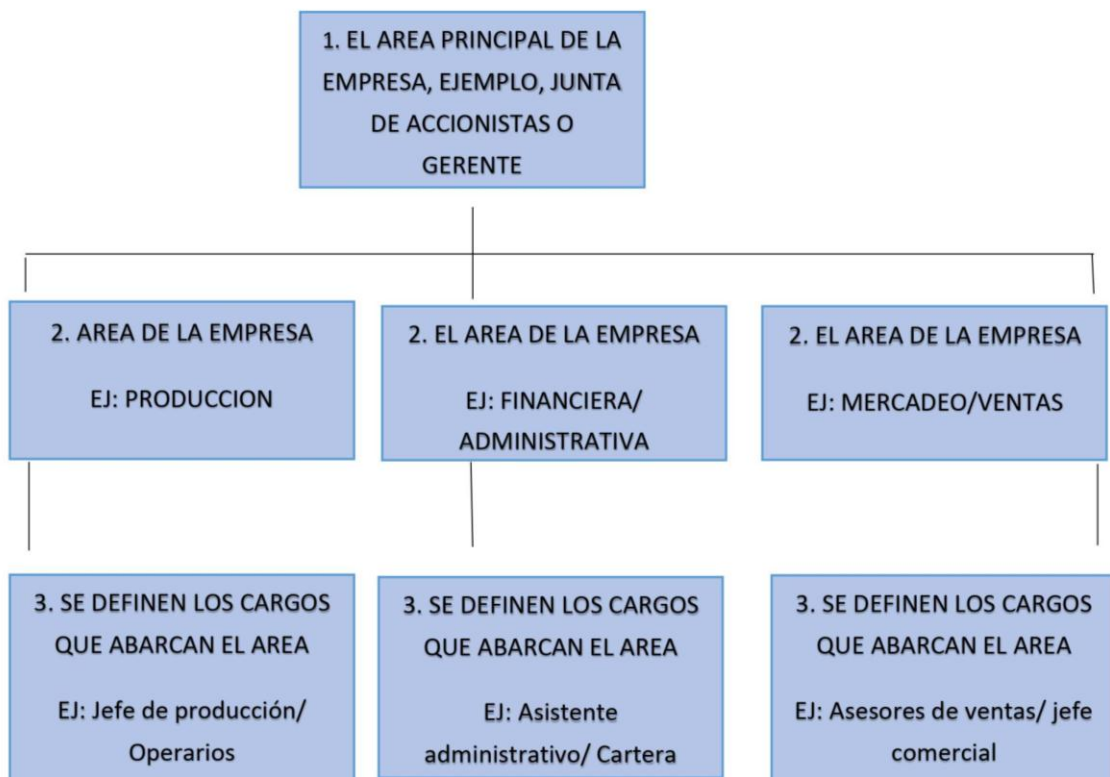 1. EL AREA PRINCIPAL DE LA
EMPRESA, EJEMPLO, JUNTA
DE ACCIONISTAS O
GERENTE
2. AREA DE LA EMPRESA
EJ: PRODUCCION
2. EL AREA DE LA EMPRESA
EJ: FINANCIERA/
ADMINISTRATIVA
2. EL AREA DE LA EMPRESA
EJ: MERCADEO/VENTAS
3. SE DEFINEN LOS CARGOS
QUE ABARCAN EL AREA
EJ: Jefe de producción/
Operarios
3. SE DEFINEN LOS CARGOS
QUE ABARCAN EL AREA
EJ: Asistente
administrativo/ Cartera
3. SE DEFINEN LOS CARGOS
QUE ABARCAN EL AREA
EJ: Asesores de ventas/ jefe
comercial